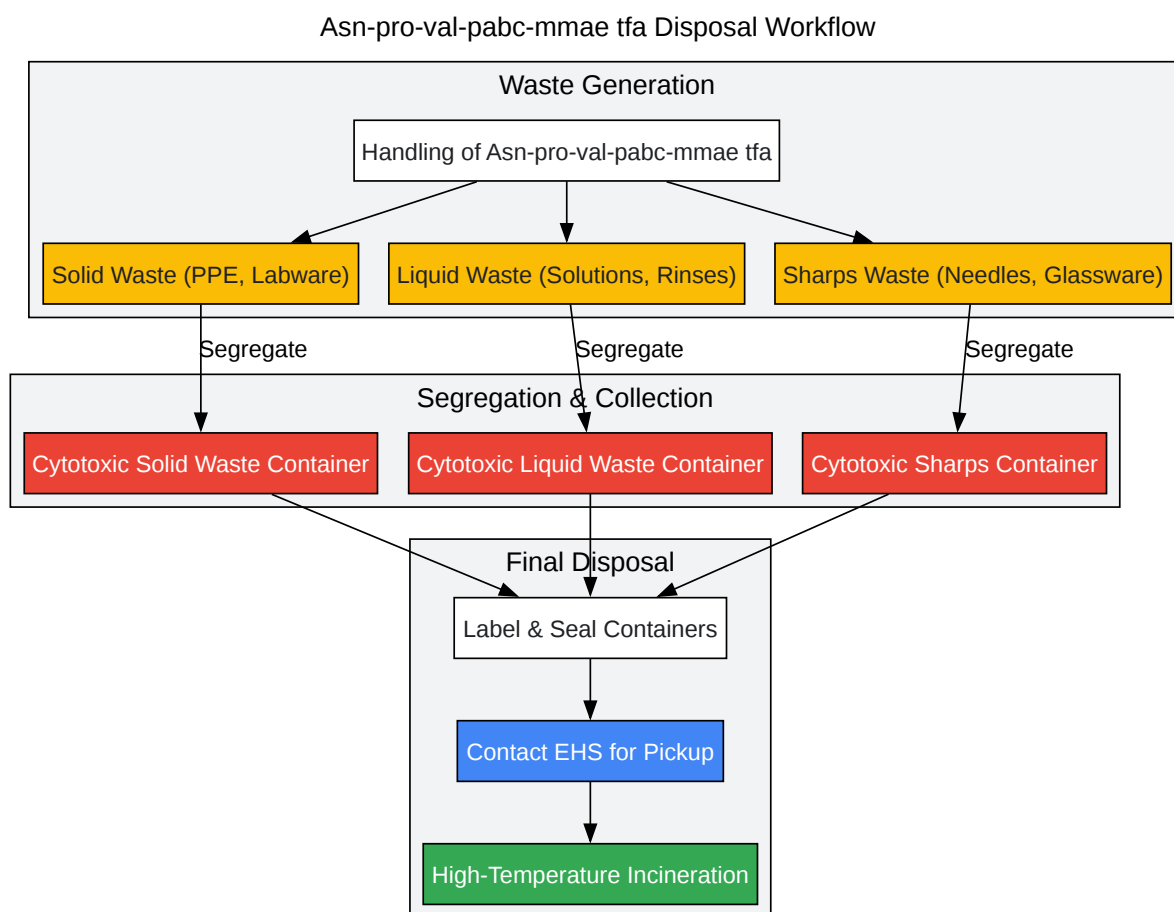 Asn-pro-val-pabc-mmae tfa Disposal Workflow
Waste Generation
Handling of Asn-pro-val-pabc-mmae tfa
Solid Waste (PPE, Labware)
Liquid Waste (Solutions, Rinses)
Sharps Waste (Needles, Glassware)
Segregate
Segregate
Segregate
Segregation & Collection
Cytotoxic Solid Waste Container
Cytotoxic Liquid Waste Container
Cytotoxic Sharps Container
Final Disposal
Label & Seal Containers
Contact EHS for Pickup
High-Temperature Incineration